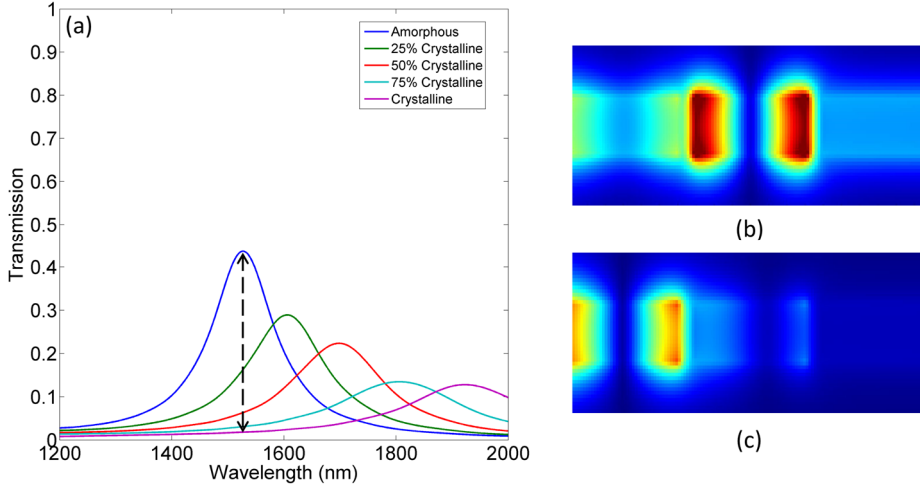 (a)
Amorphous
25% Crystalline
50% Crystalline
75% Crystalline
Crystalline
Transmission
1
0.9
0.8
0.7
0.6
0.5
0.4
0.3
0.2
0.1
0
1200 1400 1600 1800 2000
Wavelength (nm)
(b)
(c)